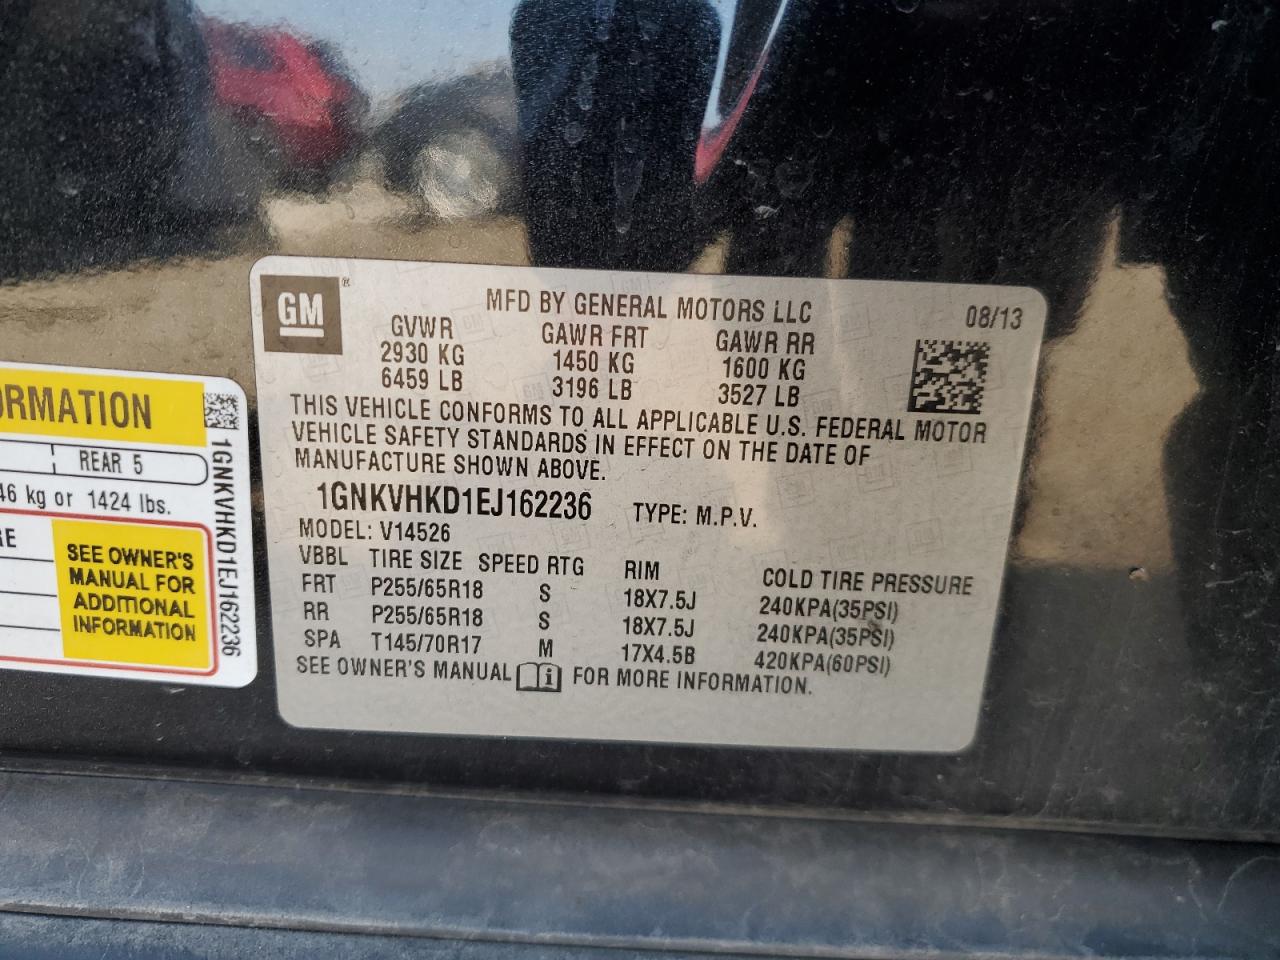 GM ®
MFD BY GENERAL MOTORS LLC 08/13
GVWR GAWR FRT GAWR RR
2930 KG 1450 KG 1600 KG
6459 LB 3196 LB 3527 LB
THIS VEHICLE CONFORMS TO ALL APPLICABLE U.S. FEDERAL MOTOR
VEHICLE SAFETY STANDARDS IN EFFECT ON THE DATE OF
MANUFACTURE SHOWN ABOVE.
1GNKVHKD1EJ162236 TYPE: M.P.V.
MODEL: V14526
VBBL TIRE SIZE SPEED RTG RIM COLD TIRE PRESSURE
FRT P255/65R18 S 18X7.5J 240KPA(35PSI)
RR P255/65R18 S 18X7.5J 240KPA(35PSI)
SPA T145/70R17 M 17X4.5B 420KPA(60PSI)
SEE OWNER'S MANUAL i FOR MORE INFORMATION.
ORMATION
REAR 5
46 kg or 1424 lbs.
RE
SEE OWNER'S
MANUAL FOR
ADDITIONAL
INFORMATION
1GNKVHKD1EJ162236